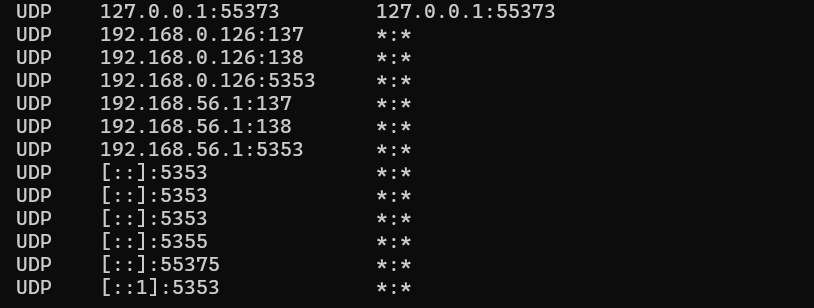 UDP    127.0.0.1:55373        127.0.0.1:55373
UDP    192.168.0.126:137      *:*
UDP    192.168.0.126:138      *:*
UDP    192.168.0.126:5353     *:*
UDP    192.168.56.1:137       *:*
UDP    192.168.56.1:138       *:*
UDP    192.168.56.1:5353      *:*
UDP    [::]:5353              *:*
UDP    [::]:5353              *:*
UDP    [::]:5353              *:*
UDP    [::]:5355              *:*
UDP    [::]:55375             *:*
UDP    [::1]:5353             *:*